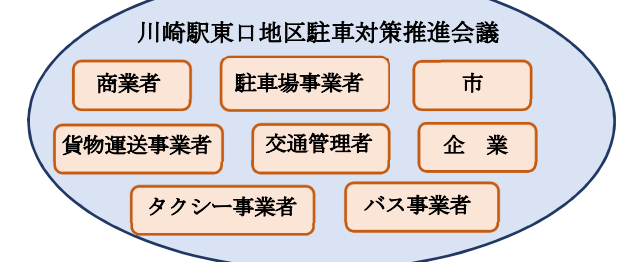 川崎駅東口地区駐車対策推進会議
商業者
駐車場事業者
市
貨物運送事業者
交通管理者
企　業
タクシー事業者
バス事業者